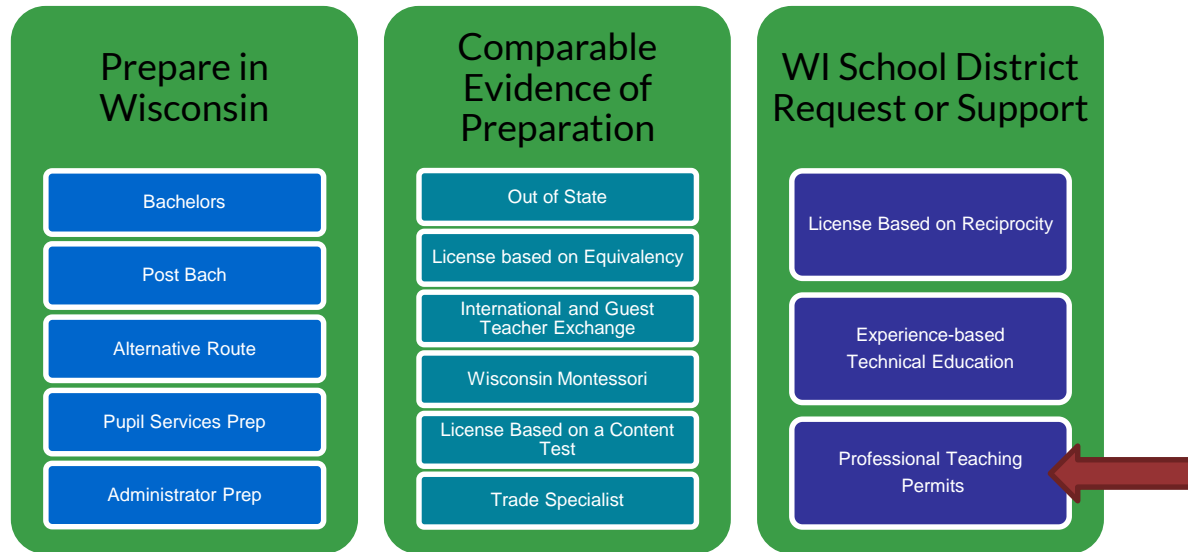 Prepare in
Wisconsin
Bachelors
Post Bach
Alternative Route
Pupil Services Prep
Administrator Prep
Comparable
Evidence of
Preparation
Out of State
License based on Equivalency
International and Guest
Teacher Exchange
Wisconsin Montessori
License Based on a Content
Test
Trade Specialist
WI School District
Request or Support
License Based on Reciprocity
Experience-based
Technical Education
Professional Teaching
Permits